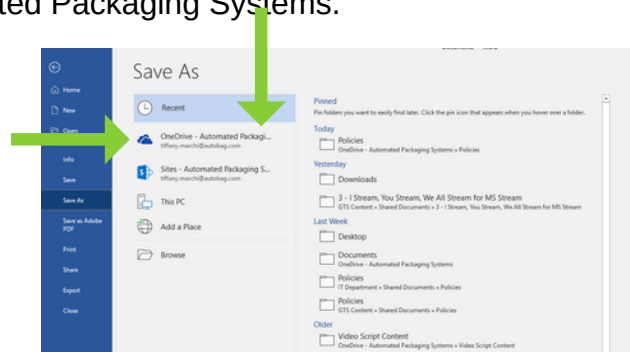 ted Packaging Systems.
Save As
Home
New
Open
Info
Save
Save As
Save as Adobe
PDF
Print
Share
Export
Close
Recent
OneDrive - Automated Packagi...
tiffany.marchi@autobag.com
Sites - Automated Packaging S...
tiffany.marchi@autobag.com
This PC
Add a Place
Browse
Pinned
Pin folders you want to easily find later. Click the pin icon that appears when you hover over a folder.
Today
Policies
OneDrive - Automated Packaging Systems » Policies
Yesterday
Downloads
3 - I Stream, You Stream, We All Stream for MS Stream
GTS Content » Shared Documents » 3 - I Stream, You Stream, We All Stream for MS Stream
Last Week
Desktop
Documents
OneDrive - Automated Packaging Systems
Policies
IT Department » Shared Documents » Policies
Policies
GTS Content » Shared Documents » Policies
Older
Video Script Content
OneDrive - Automated Packaging Systems » Video Script Content